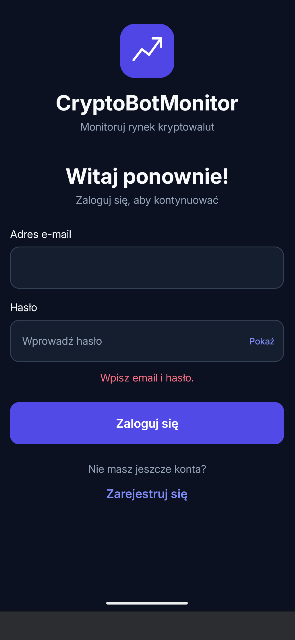 CryptoBotMonitor
Monitoruj rynek kryptowalut
Witaj ponownie!
Zaloguj się, aby kontynuować
Adres e-mail
Hasło
Wprowadź hasło
Pokaż
Wpisz email i hasło.
Zaloguj się
Nie masz jeszcze konta?
Zarejestruj się